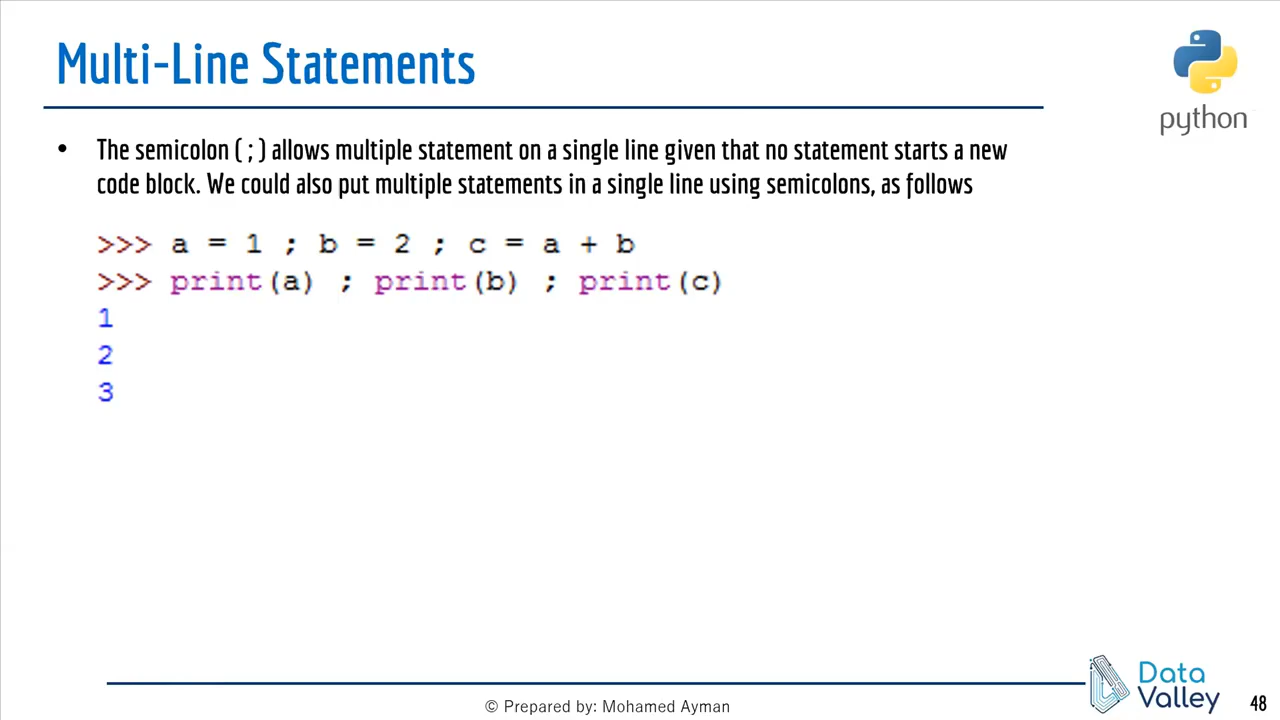 Multi-Line Statements
python
• The semicolon ( ; ) allows multiple statement on a single line given that no statement starts a new
code block. We could also put multiple statements in a single line using semicolons, as follows
>>> a = 1 ; b = 2 ; c = a + b
>>> print(a) ; print(b) ; print(c)
1
2
3
© Prepared by: Mohamed Ayman
Data
Valley
48